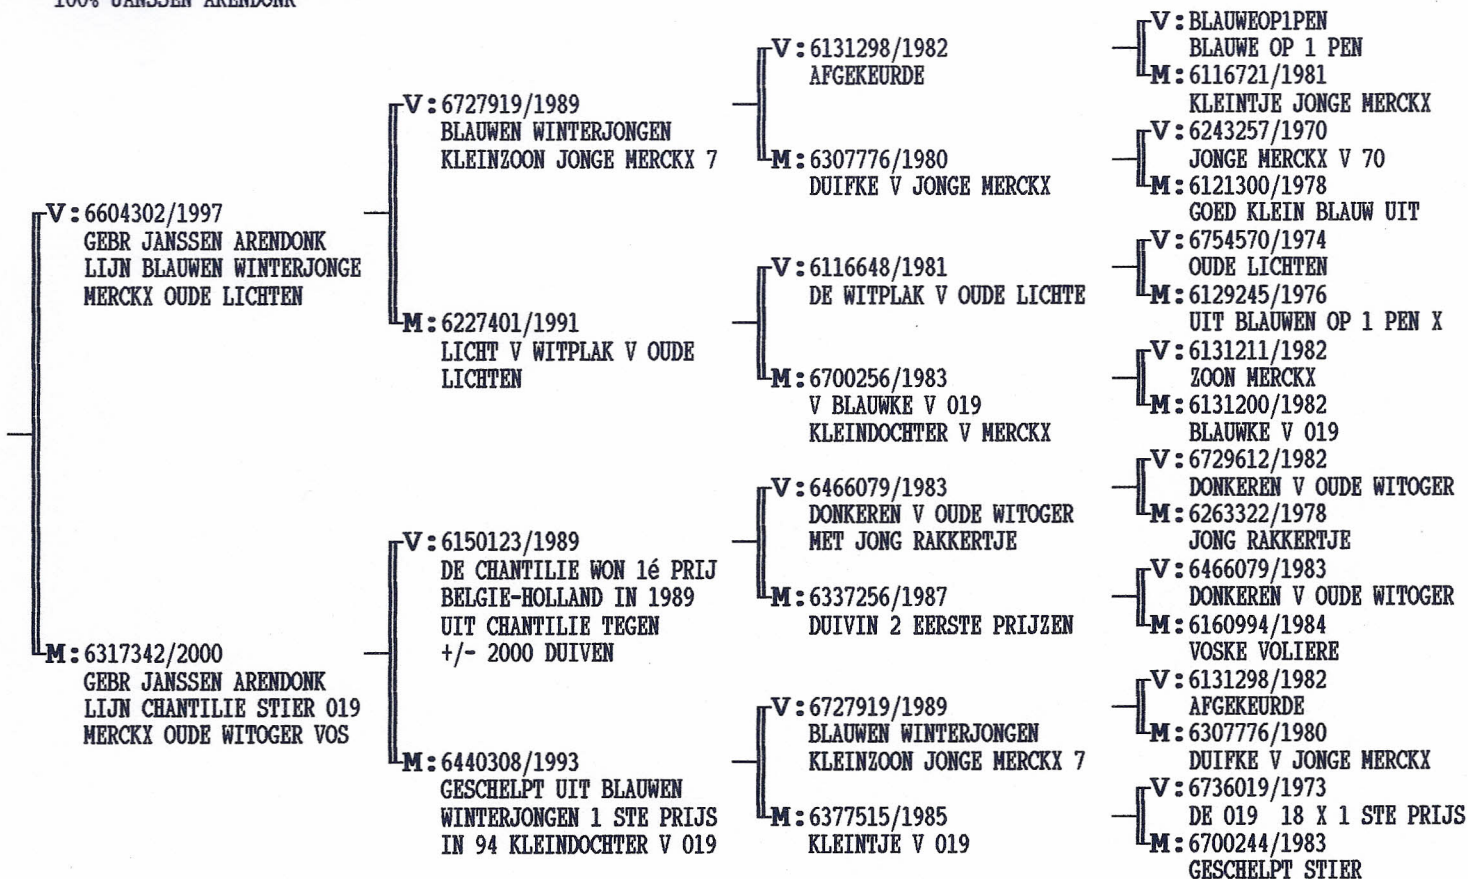 100% JANSSEN ARENDONK
V:6604302/1997
GEBR JANSSEN ARENDONK
LIJN BLAUWEN WINTERJONGE
MERCKX OUDE LICHTEN
M:6317342/2000
GEBR JANSSEN ARENDONK
LIJN CHANTILIE STIER 019
MERCKX OUDE WITOGER VOS
V:6727919/1989
BLAUWEN WINTERJONGEN
KLEINZOON JONGE MERCKX 7
M:6227401/1991
LICHT V WITPLAK V OUDE
LICHTEN
V:6150123/1989
DE CHANTILIE WON 1é PRIJ
BELGIE-HOLLAND IN 1989
UIT CHANTILIE TEGEN
+/- 2000 DUIVEN
M:6440308/1993
GESCHELPT UIT BLAUWEN
WINTERJONGEN 1 STE PRIJS
IN 94 KLEINDOCHTER V 019
V:6131298/1982
AFGEKEURDE
M:6307776/1980
DUIFKE V JONGE MERCKX
V:6116648/1981
DE WITPLAK V OUDE LICHTE
M:6700256/1983
V BLAUWKE V 019
KLEINDOCHTER V MERCKX
V:6466079/1983
DONKEREN V OUDE WITOGER
MET JONG RAKKERTJE
M:6337256/1987
DUIVIN 2 EERSTE PRIJZEN
V:6727919/1989
BLAUWEN WINTERJONGEN
KLEINZOON JONGE MERCKX 7
M:6377515/1985
KLEINTJE V 019
V:BLAUWEOP1PEN
BLAUWE OP 1 PEN
M:6116721/1981
KLEINTJE JONGE MERCKX
V:6243257/1970
JONGE MERCKX V 70
M:6121300/1978
GOED KLEIN BLAUW UIT
V:6754570/1974
OUDE LICHTEN
M:6129245/1976
UIT BLAUWEN OP 1 PEN X
V:6131211/1982
ZOON MERCKX
M:6131200/1982
BLAUWKE V 019
V:6729612/1982
DONKEREN V OUDE WITOGER
M:6263322/1978
JONG RAKKERTJE
V:6466079/1983
DONKEREN V OUDE WITOGER
M:6160994/1984
VOSKE VOLIERE
V:6131298/1982
AFGEKEURDE
M:6307776/1980
DUIFKE V JONGE MERCKX
V:6736019/1973
DE 019 18 X 1 STE PRIJS
M:6700244/1983
GESCHELPT STIER